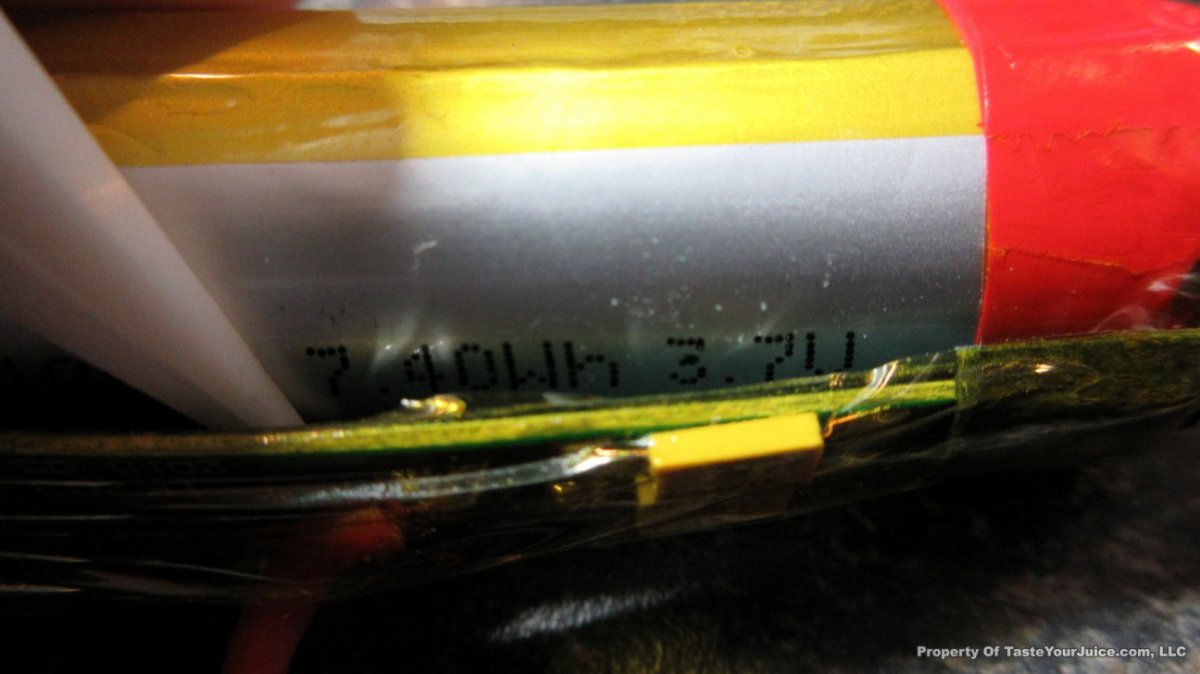 7.40Wh 3.7V
Property Of TasteYourJuice.com, LLC